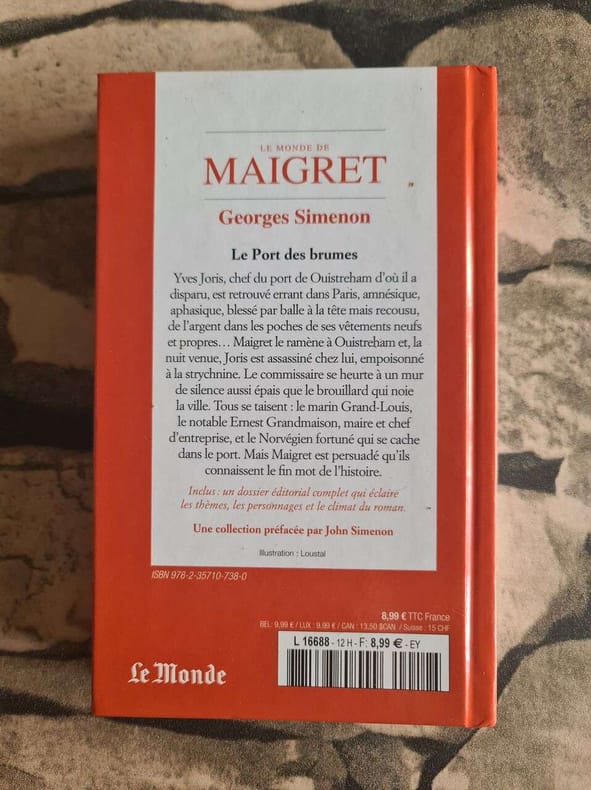 LE MONDE DE
MAIGRET
Georges Simenon
Le Port des brumes
Yves Joris, chef du port de Ouistreham d'où il a
disparu, est retrouvé errant dans Paris, amnésique,
aphasique, blessé par balle à la tête mais recousu,
de l'argent dans les poches de ses vêtements neufs
et propres… Maigret le ramène à Ouistreham et, la
nuit venue, Joris est assassiné chez lui, empoisonné
à la strychnine. Le commissaire se heurte à un mur
de silence aussi épais que le brouillard qui noie
la ville. Tous se taisent : le marin Grand-Louis,
le notable Ernest Grandmaison, maire et chef
d'entreprise, et le Norvégien fortuné qui se cache
dans le port. Mais Maigret est persuadé qu'ils
connaissent le fin mot de l'histoire.
Inclus : un dossier éditorial complet qui éclaire
les thèmes, les personnages et le climat du roman.
Une collection préfacée par John Simenon
Illustration : Loustal
ISBN 978-2-35710-738-0
8,99 € TTC France
BEL: 9,99 € / LUX : 9,99 € / CAN : 13,50 $CAN / Suisse : 15 CHF
L 16688 - 12 H - F: 8,99 € - EY
Le Monde